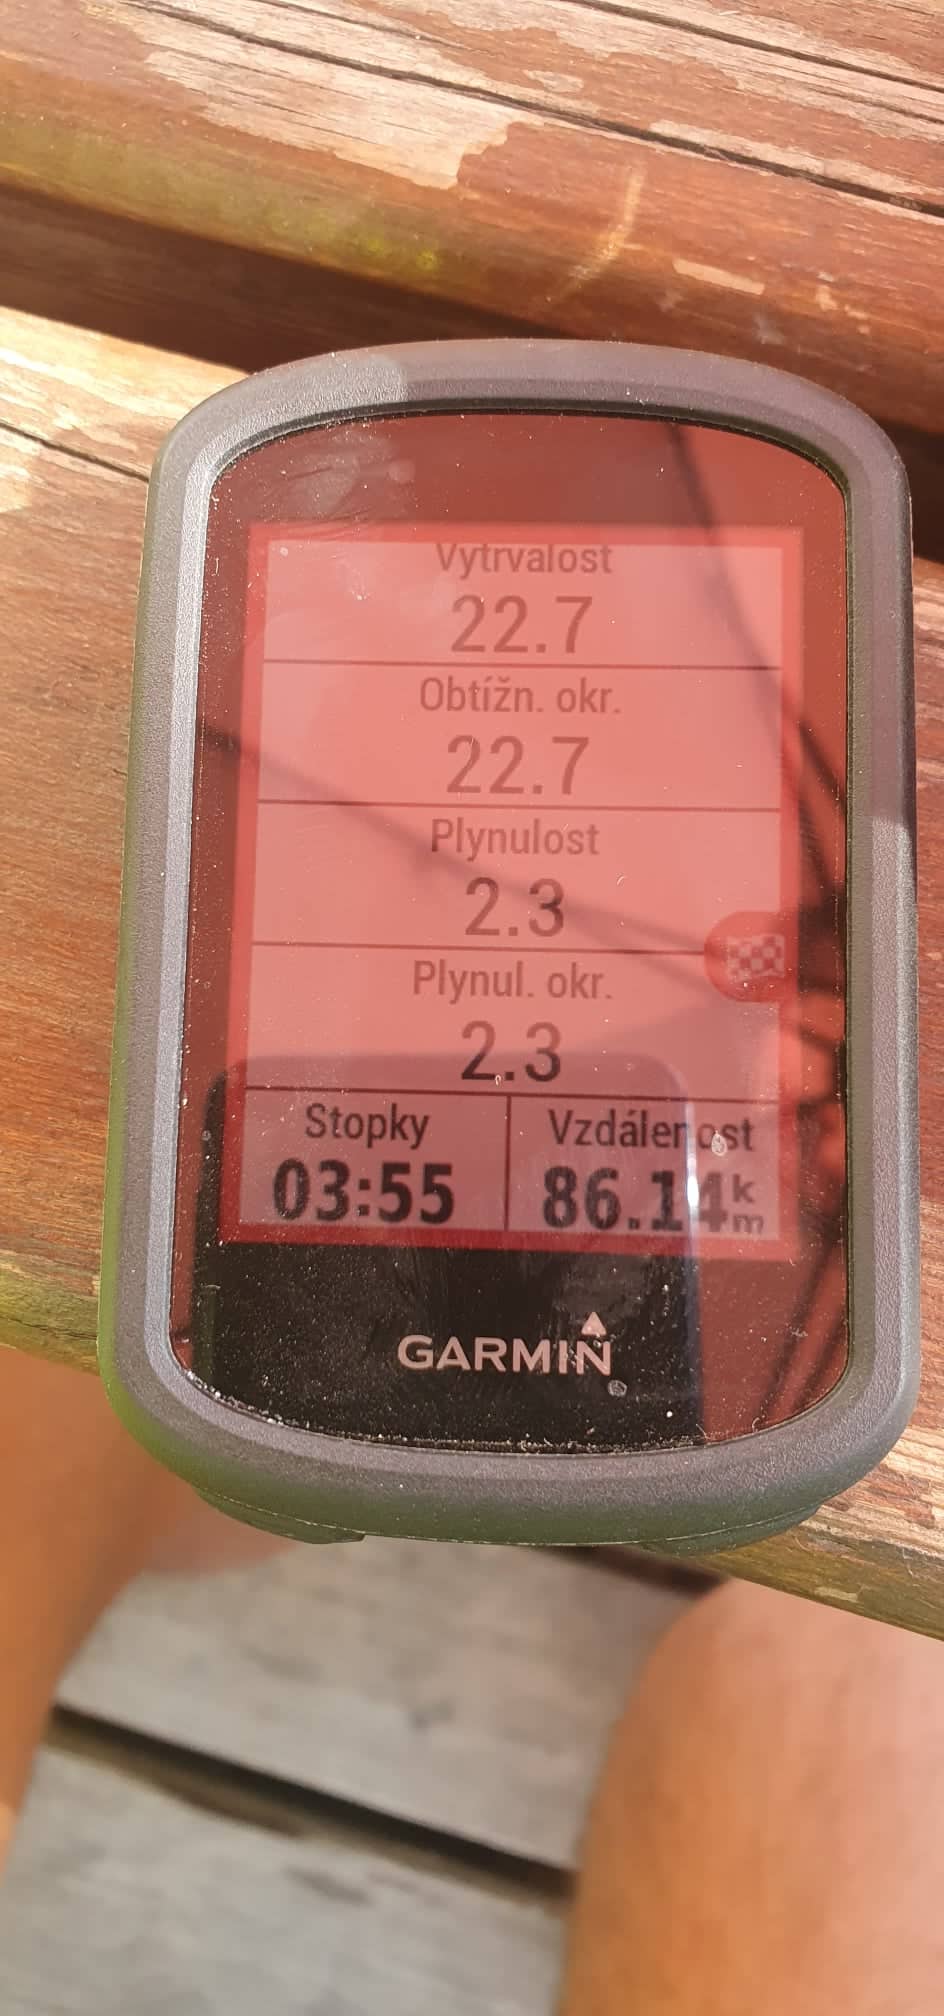 Vytrvalost
22.7
Obtížn. okr.
22.7
Plynulost
2.3
Plynul. okr.
2.3
Stopky Vzdálenost
03:55 86.14 km
GARMIN